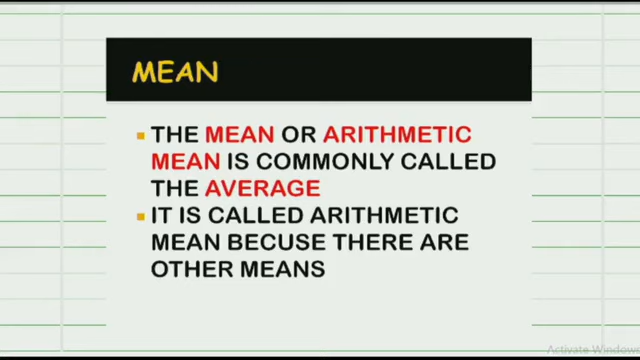 MEAN
THE MEAN OR ARITHMETIC
MEAN IS COMMONLY CALLED
THE AVERAGE
IT IS CALLED ARITHMETIC
MEAN BECUSE THERE ARE
OTHER MEANS
Activate Windows